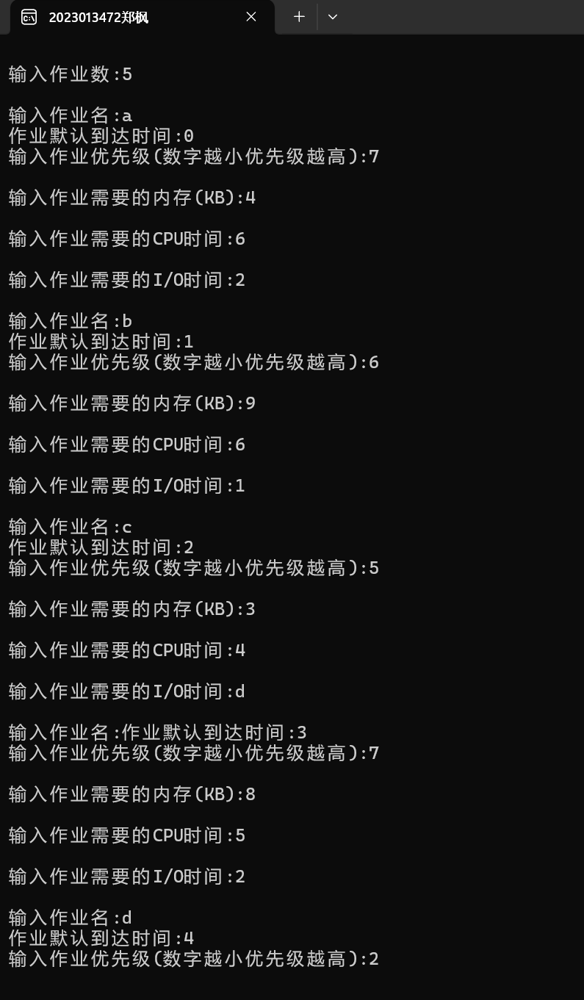 2023013472郑枫
输入作业数:5
输入作业名:a
作业默认到达时间:0
输入作业优先级(数字越小优先级越高):7
输入作业需要的内存(KB):4
输入作业需要的CPU时间:6
输入作业需要的I/O时间:2
输入作业名:b
作业默认到达时间:1
输入作业优先级(数字越小优先级越高):6
输入作业需要的内存(KB):9
输入作业需要的CPU时间:6
输入作业需要的I/O时间:1
输入作业名:c
作业默认到达时间:2
输入作业优先级(数字越小优先级越高):5
输入作业需要的内存(KB):3
输入作业需要的CPU时间:4
输入作业需要的I/O时间:d
输入作业名:作业默认到达时间:3
输入作业优先级(数字越小优先级越高):7
输入作业需要的内存(KB):8
输入作业需要的CPU时间:5
输入作业需要的I/O时间:2
输入作业名:d
作业默认到达时间:4
输入作业优先级(数字越小优先级越高):2